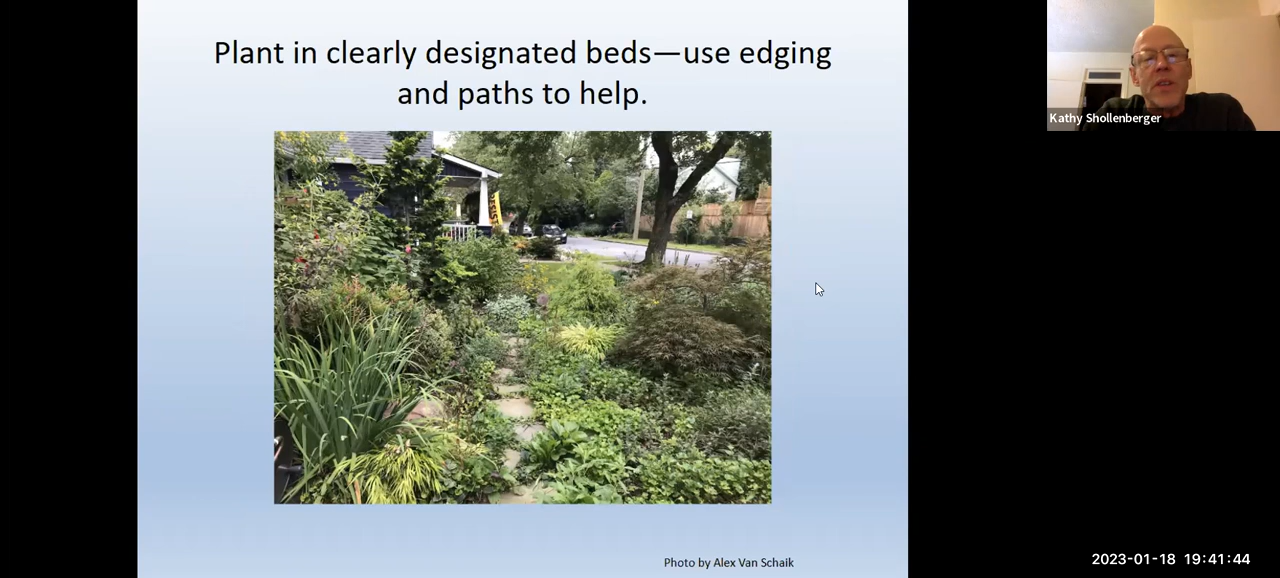 Plant in clearly designated beds—use edging
and paths to help.
Kathy Shollenberger
Photo by Alex Van Schaik
2023-01-18 19:41:44